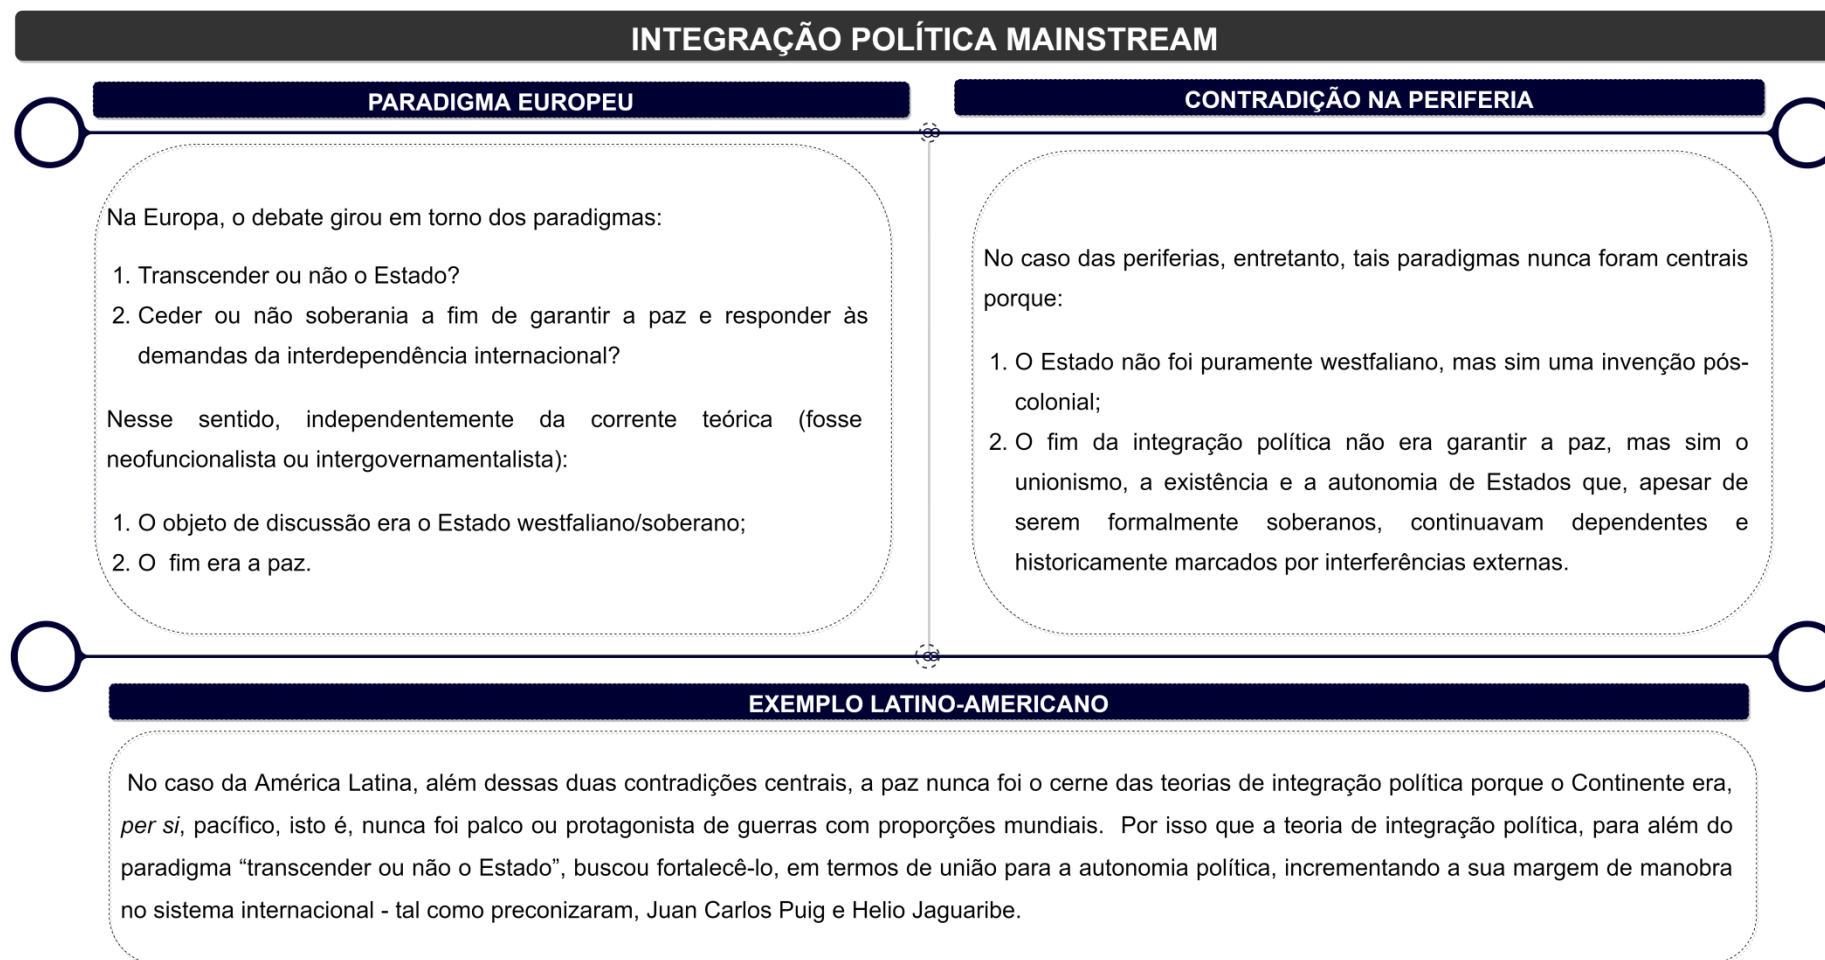 INTEGRAÇÃO POLÍTICA MAINSTREAM
PARADIGMA EUROPEU
Na Europa, o debate girou em torno dos paradigmas:
1. Transcender ou não o Estado?
2. Ceder ou não soberania a fim de garantir a paz e responder às
demandas da interdependência internacional?
Nesse sentido, independentemente da corrente teórica (fosse
neofuncionalista ou intergovernamentalista):
1. O objeto de discussão era o Estado westfaliano/soberano;
2. O fim era a paz.
CONTRADIÇÃO NA PERIFERIA
No caso das periferias, entretanto, tais paradigmas nunca foram centrais
porque:
1. O Estado não foi puramente westfaliano, mas sim uma invenção pós-
colonial;
2. O fim da integração política não era garantir a paz, mas sim o
unionismo, a existência e a autonomia de Estados que, apesar de
serem formalmente soberanos, continuavam dependentes e
historicamente marcados por interferências externas.
EXEMPLO LATINO-AMERICANO
No caso da América Latina, além dessas duas contradições centrais, a paz nunca foi o cerne das teorias de integração política porque o Continente era,
per si, pacífico, isto é, nunca foi palco ou protagonista de guerras com proporções mundiais. Por isso que a teoria de integração política, para além do
paradigma “transcender ou não o Estado”, buscou fortalecê-lo, em termos de união para a autonomia política, incrementando a sua margem de manobra
no sistema internacional - tal como preconizaram, Juan Carlos Puig e Helio Jaguaribe.